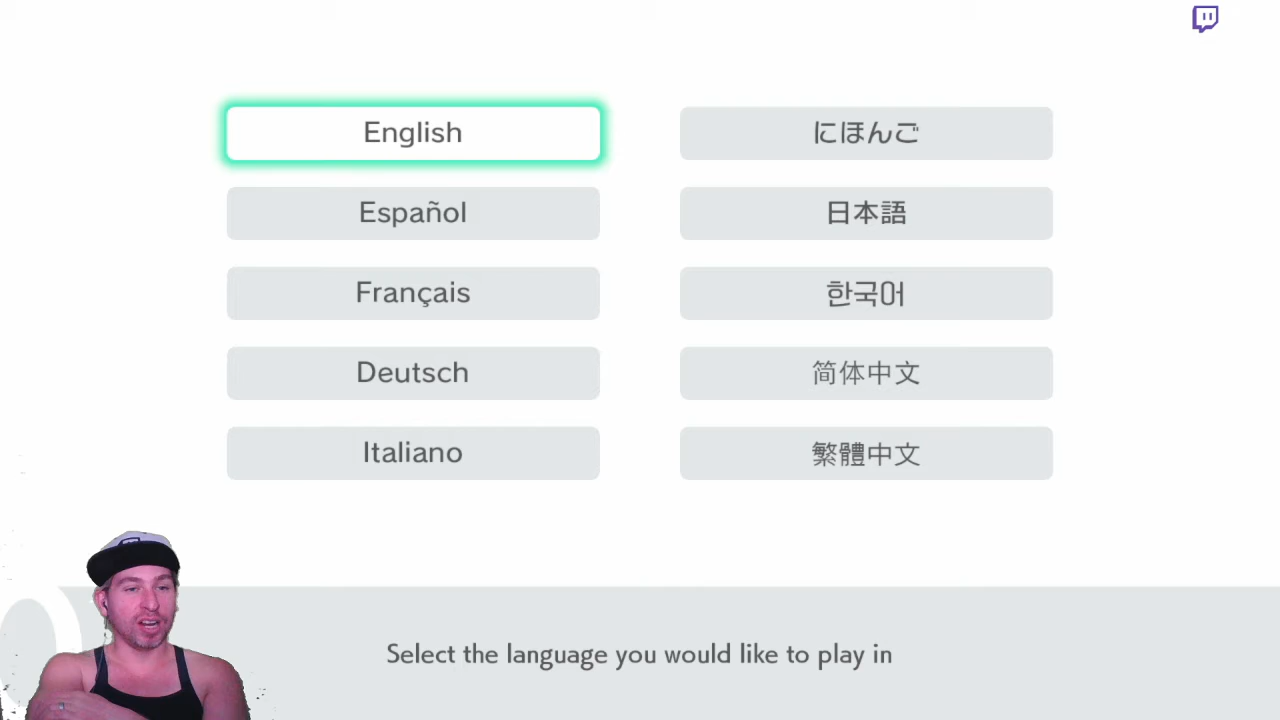 English
Español
Français
Deutsch
Italiano
にほんご
日本語
한국어
简体中文
繁體中文
Select the language you would like to play in